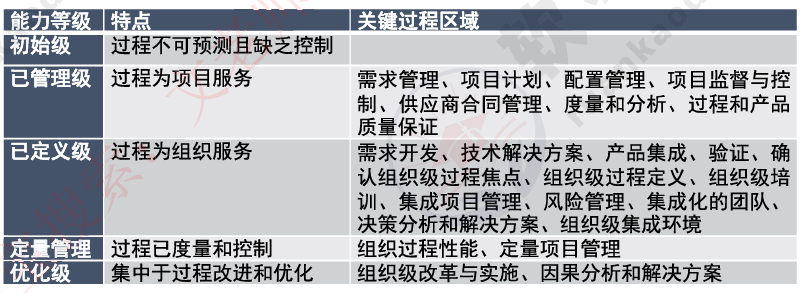 能力等级 特点 关键过程区域
初始级 过程不可预测且缺乏控制
已管理级 过程为项目服务 需求管理、项目计划、配置管理、项目监督与控
制、供应商合同管理、度量和分析、过程和产品
质量保证
已定义级 过程为组织服务 需求开发、技术解决方案、产品集成、验证、确
认组织级过程焦点、组织级过程定义、组织级培
训、集成项目管理、风险管理、集成化的团队、
决策分析和解决方案、组织级集成环境
定量管理 过程已度量和控制 组织过程性能、定量项目管理
优化级 集中于过程改进和优化 组织级改革与实施、因果分析和解决方案